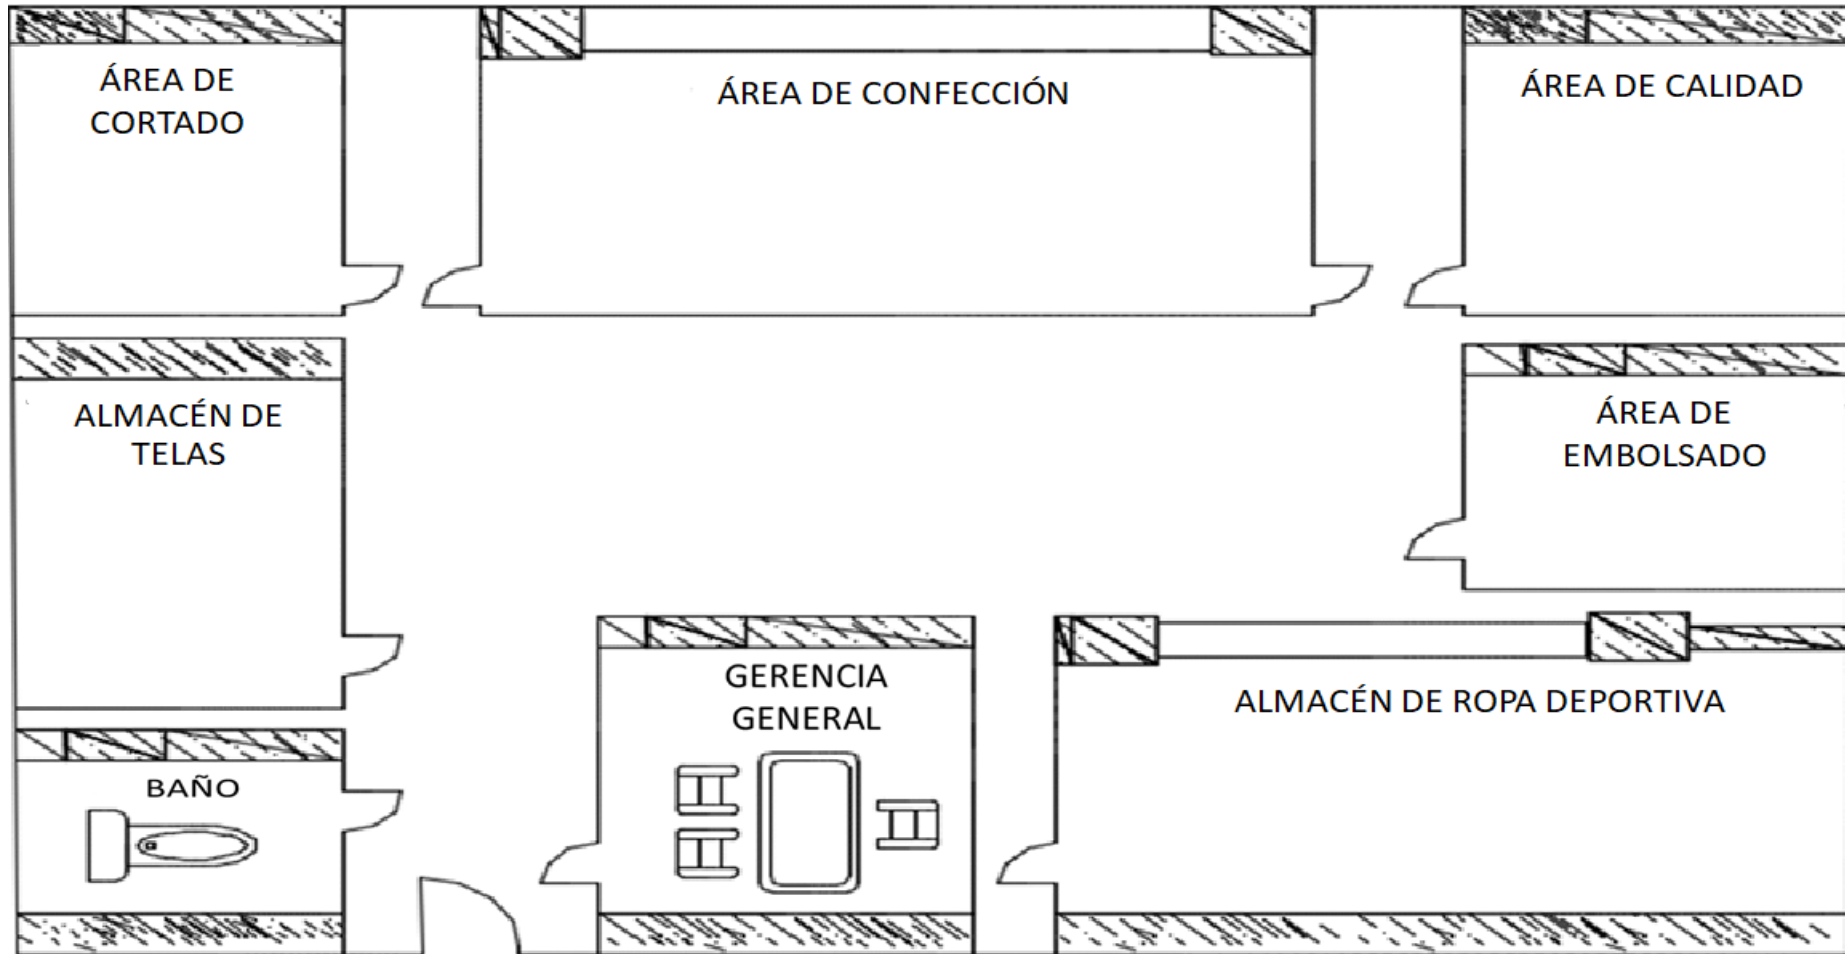 ÁREA DE
CORTADO
ÁREA DE CONFECCIÓN
ÁREA DE CALIDAD
ALMACÉN DE
TELAS
ÁREA DE
EMBOLSADO
GERENCIA
GENERAL
ALMACÉN DE ROPA DEPORTIVA
BAÑO